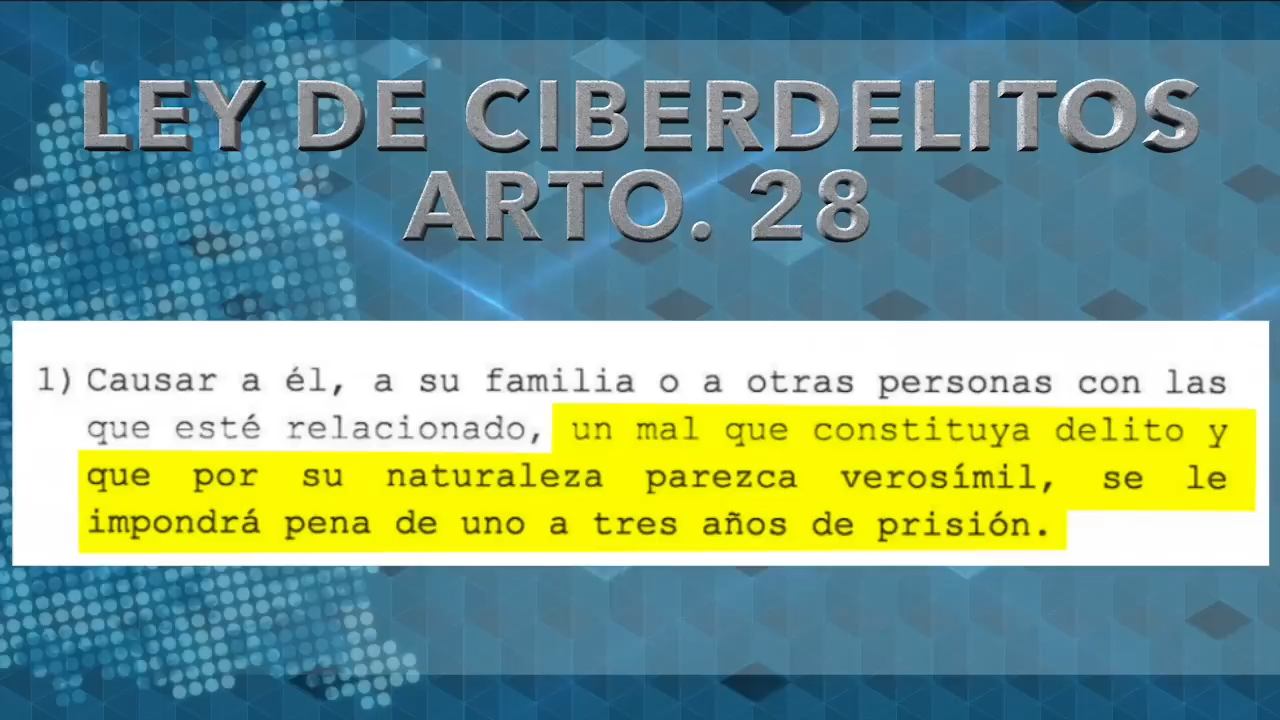 LEY DE CIBERDELITOS
ARTO. 28
1) Causar a él, a su familia o a otras personas con las
que esté relacionado, un mal que constituya delito y
que por su naturaleza parezca verosímil, se le
impondrá pena de uno a tres años de prisión.